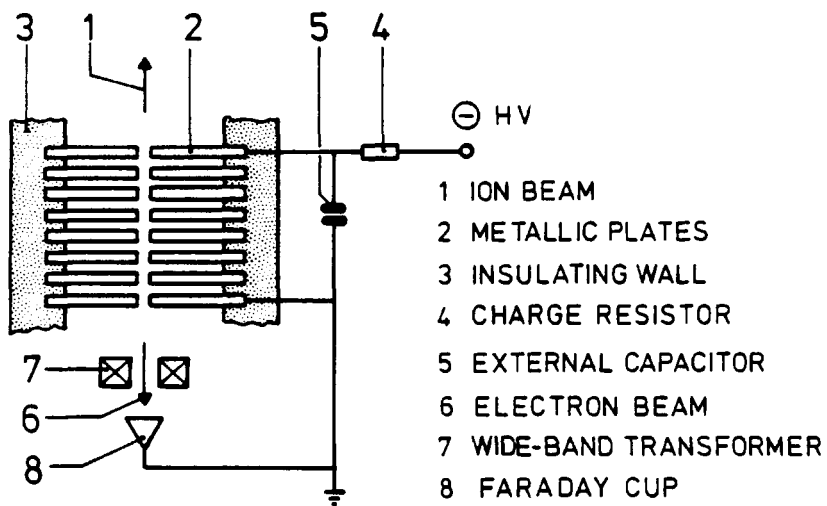 3 1 2 5 4
⊖ HV
1 ION BEAM
2 METALLIC PLATES
3 INSULATING WALL
4 CHARGE RESISTOR
5 EXTERNAL CAPACITOR
7
6 ELECTRON BEAM
6
7 WIDE-BAND TRANSFORMER
8
8 FARADAY CUP